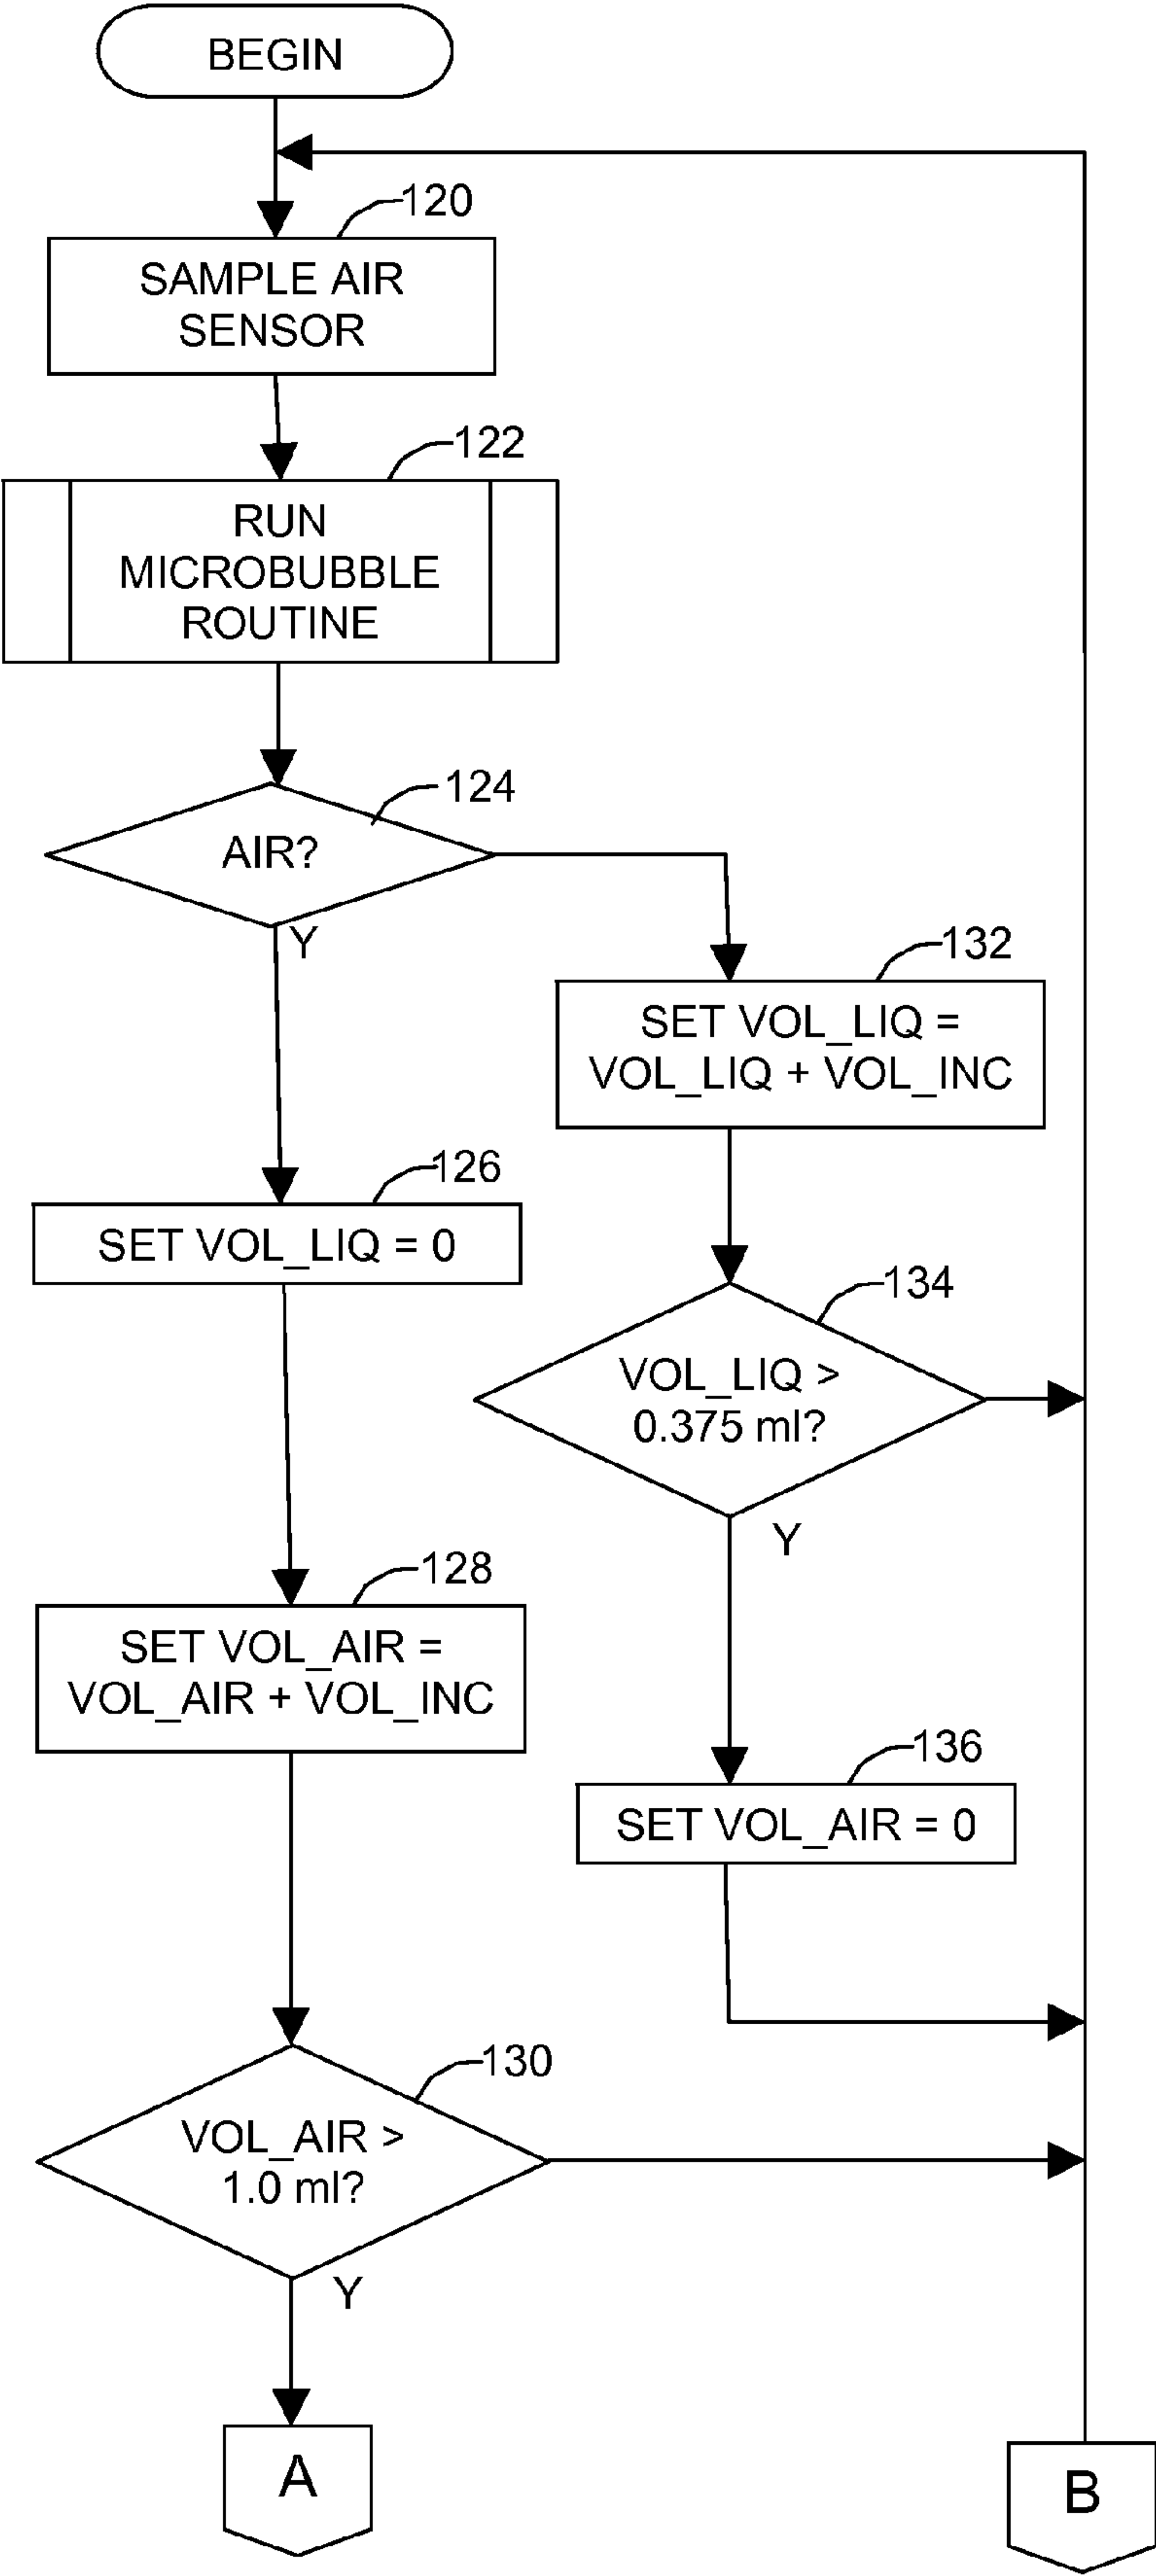 BEGIN
120
SAMPLE AIR
SENSOR
122
RUN
MICROBUBBLE
ROUTINE
124
AIR?
Y
132
SET VOL_LIQ =
VOL_LIQ + VOL_INC
126
SET VOL_LIQ = 0
134
VOL_LIQ >
0.375 ml?
Y
128
SET VOL_AIR =
VOL_AIR + VOL_INC
136
SET VOL_AIR = 0
130
VOL_AIR >
1.0 ml?
Y
A
B